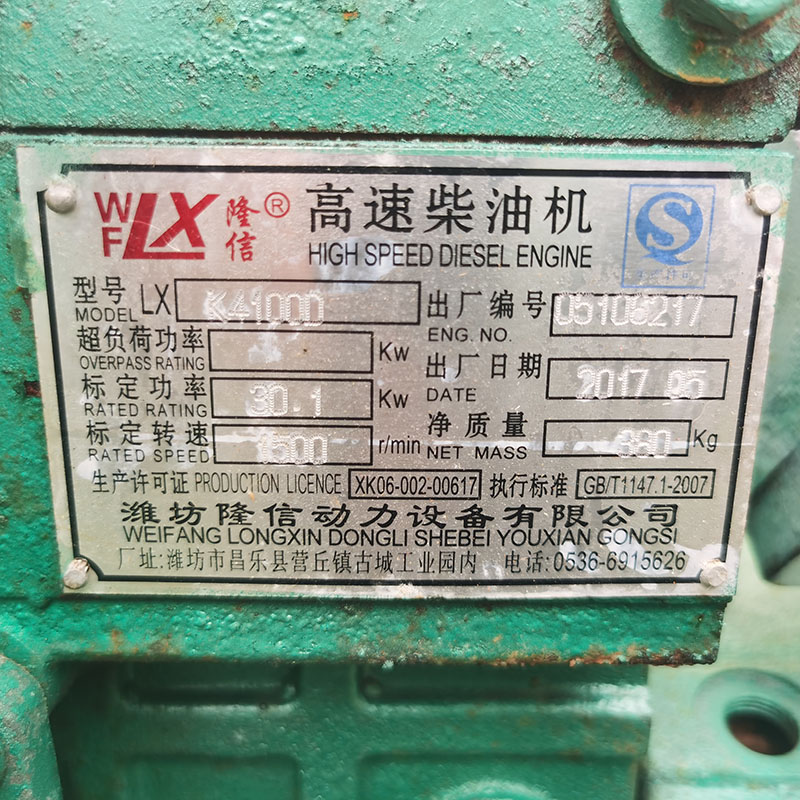 WFLX 隆信® 高速柴油机
HIGH SPEED DIESEL ENGINE
型号 LX K4100D 出厂编号 05106217
MODEL ENG. NO.
超负荷功率 Kw 出厂日期 2017 05
OVERPASS RATING DATE
标定功率 30.1 Kw 净质量 380 Kg
RATED RATING NET MASS
标定转速 1500 r/min
RATED SPEED
生产许可证 PRODUCTION LICENCE XK06-002-00617 执行标准 GB/T1147.1-2007
潍坊隆信动力设备有限公司
WEIFANG LONGXIN DONGLI SHEBEI YOUXIAN GONGSI
厂址:潍坊市昌乐县营丘镇古城工业园内 电话:0536-6915626